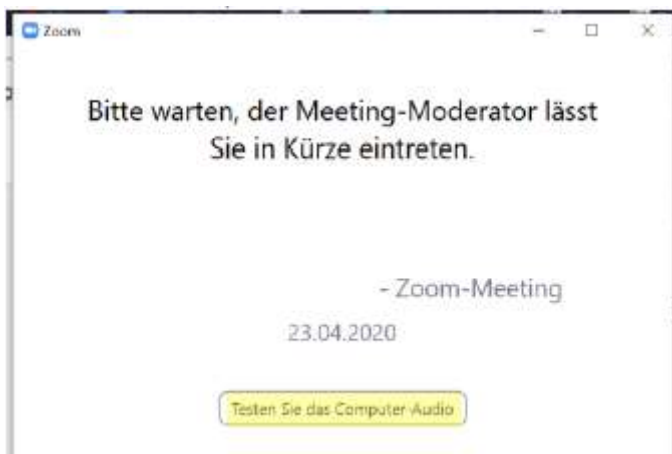 Zoom
Bitte warten, der Meeting-Moderator lässt
Sie in Kürze eintreten.
- Zoom-Meeting
23.04.2020
Testen Sie das Computer-Audio